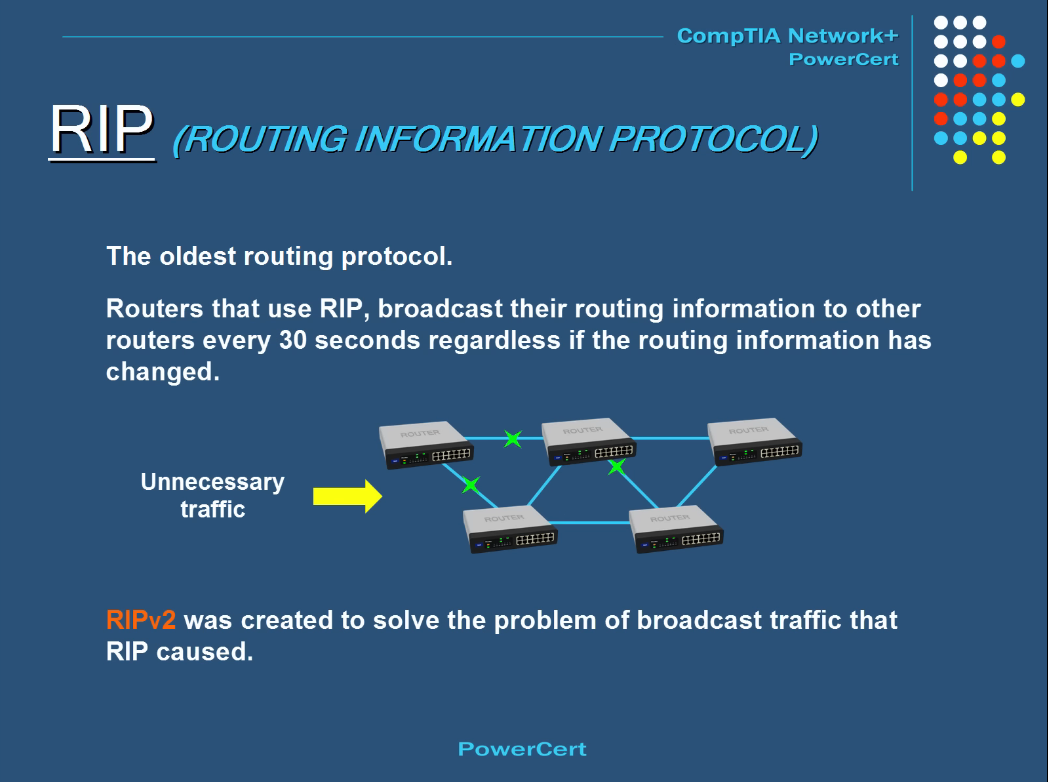 CompTIA Network+
PowerCert
RIP (ROUTING INFORMATION PROTOCOL)
The oldest routing protocol.
Routers that use RIP, broadcast their routing information to other
routers every 30 seconds regardless if the routing information has
changed.
ROUTER
ROUTER
ROUTER
Unnecessary
traffic
ROUTER
ROUTER
RIPv2 was created to solve the problem of broadcast traffic that
RIP caused.
PowerCert